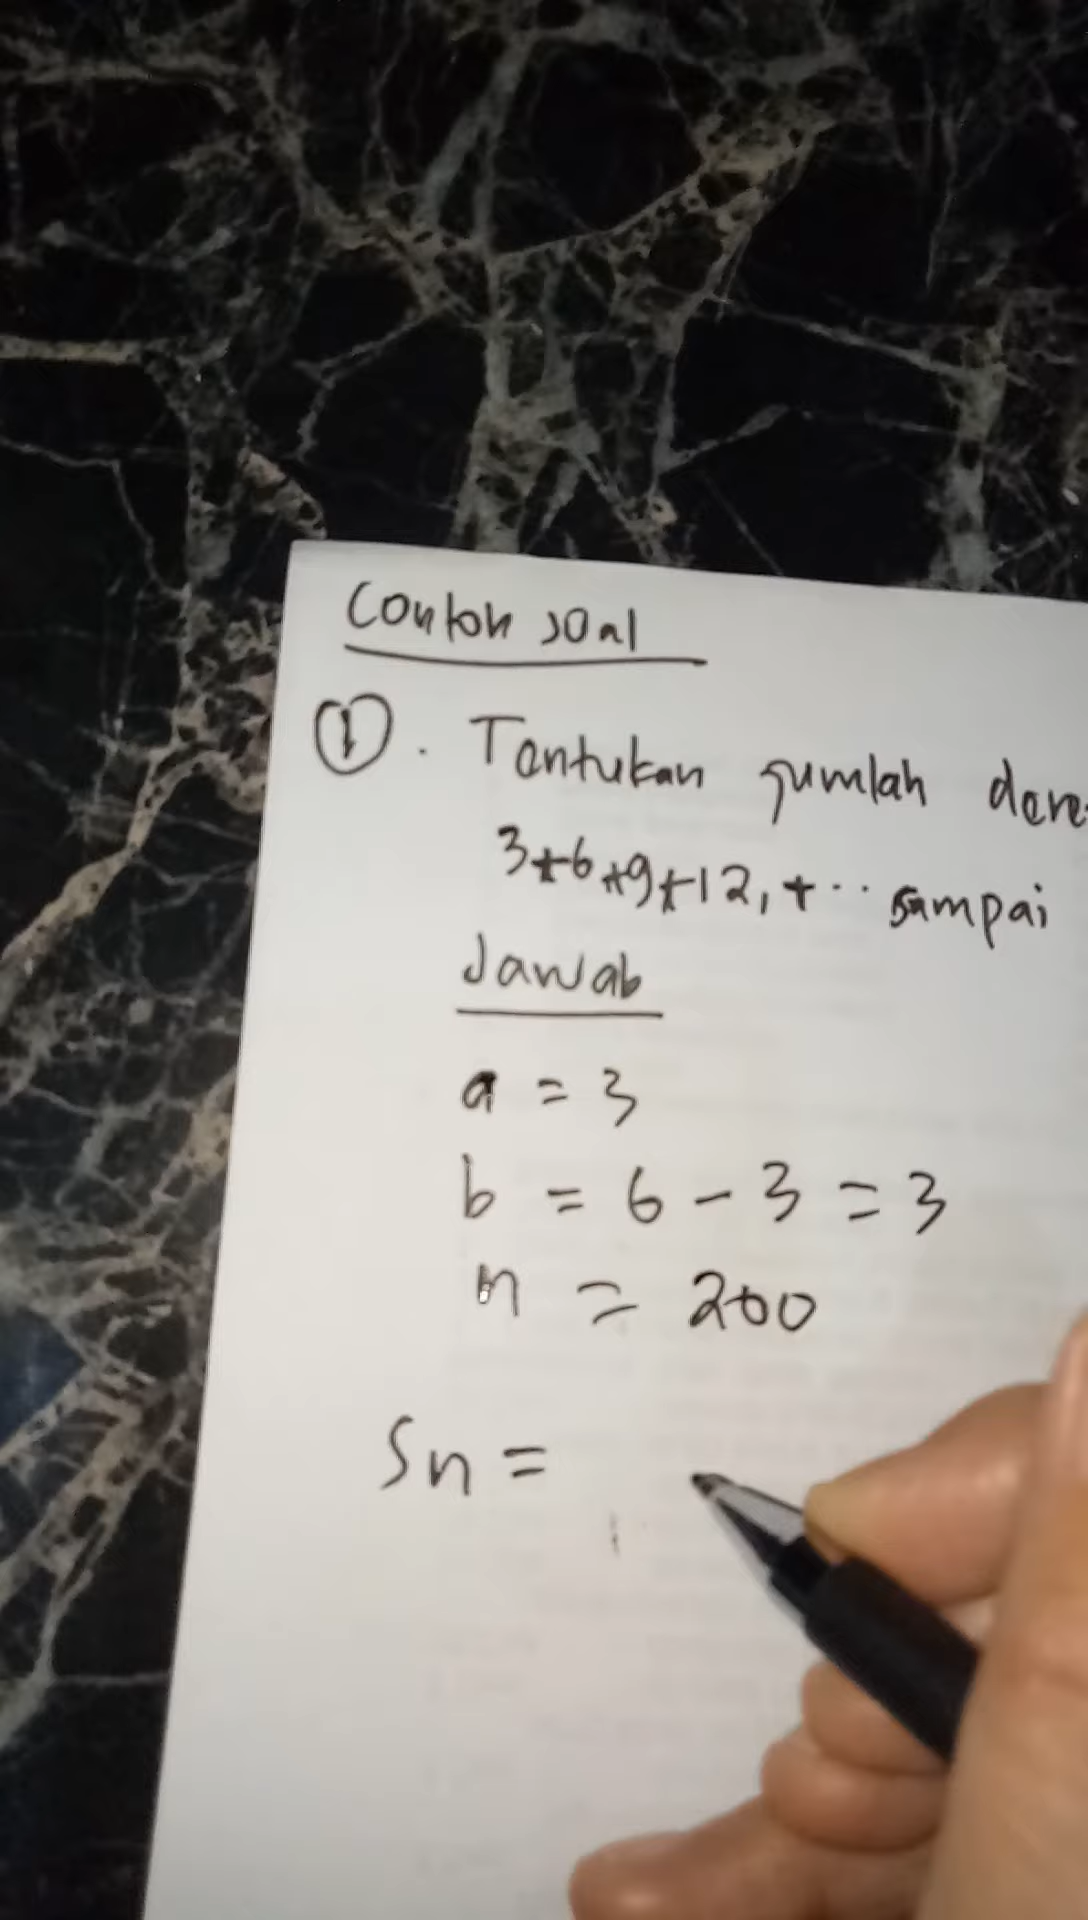 Contoh soal
①. Tentukan jumlah dere
3+6+9+12,+... sampai
Jawab
a = 3
b = 6 - 3 = 3
n = 200
Sn =